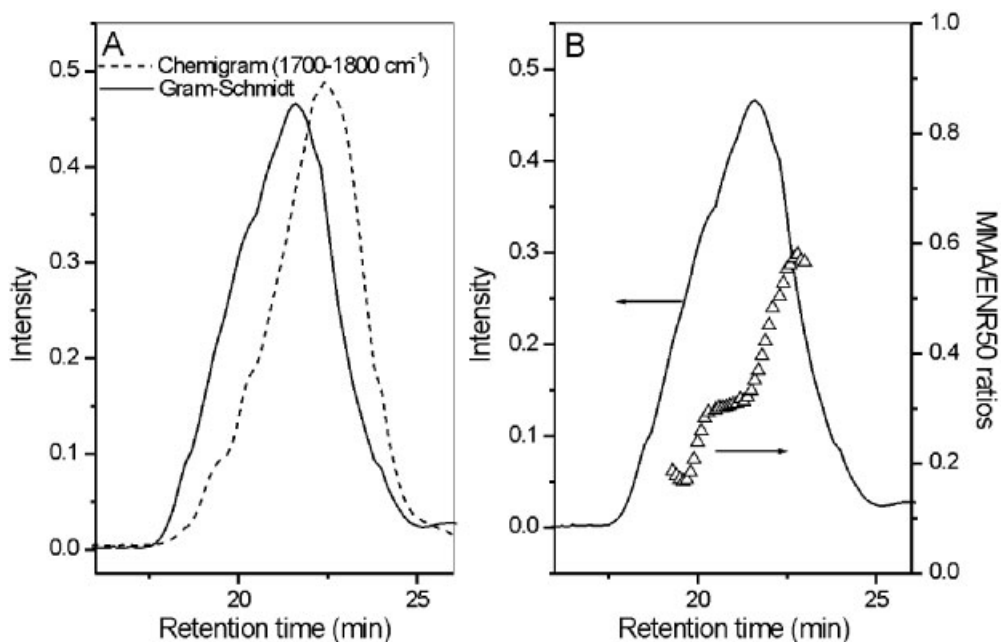 A
Chemigram (1700-1800 cm⁻¹)
Gram-Schmidt
0.5
0.4
0.3
0.2
0.1
0.0
Intensity
20
25
Retention time (min)
B
0.5
0.4
0.3
0.2
0.1
0.0
Intensity
20
25
Retention time (min)
1.0
0.8
0.6
0.4
0.2
0.0
MMA/ENR50 ratios